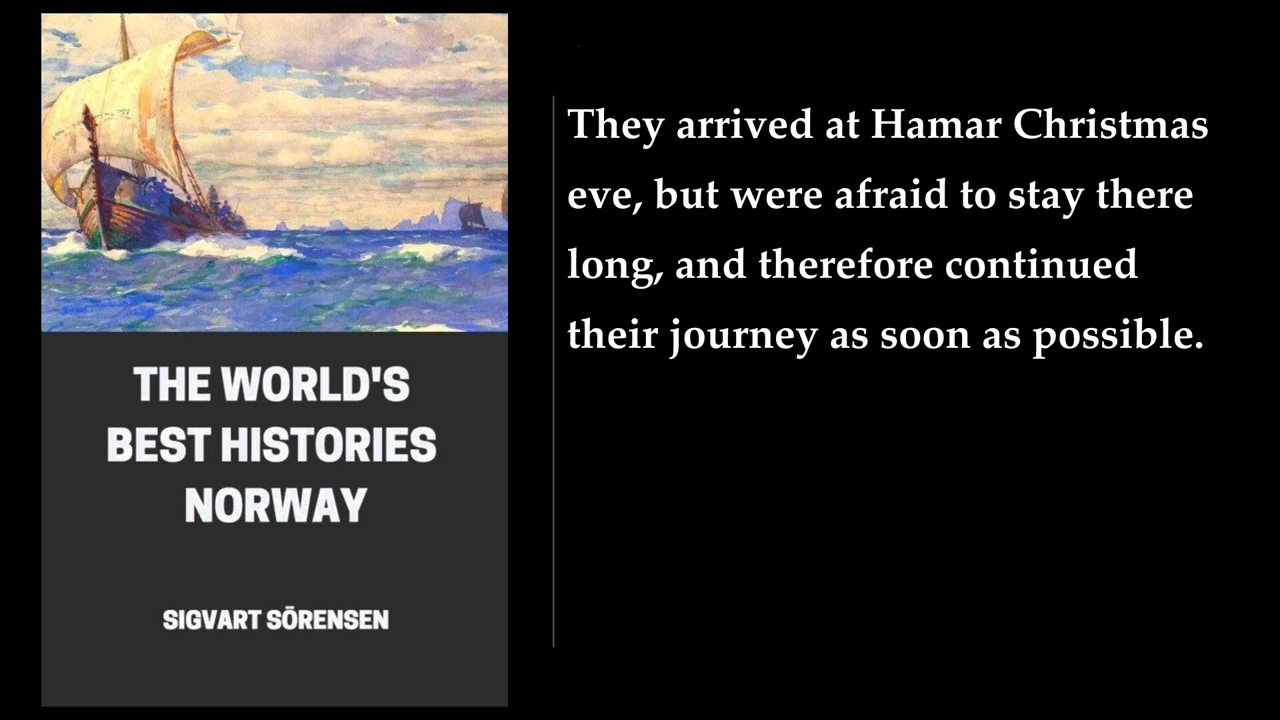 THE WORLD'S
BEST HISTORIES
NORWAY
SIGVART SÖRENSEN
They arrived at Hamar Christmas
eve, but were afraid to stay there
long, and therefore continued
their journey as soon as possible.